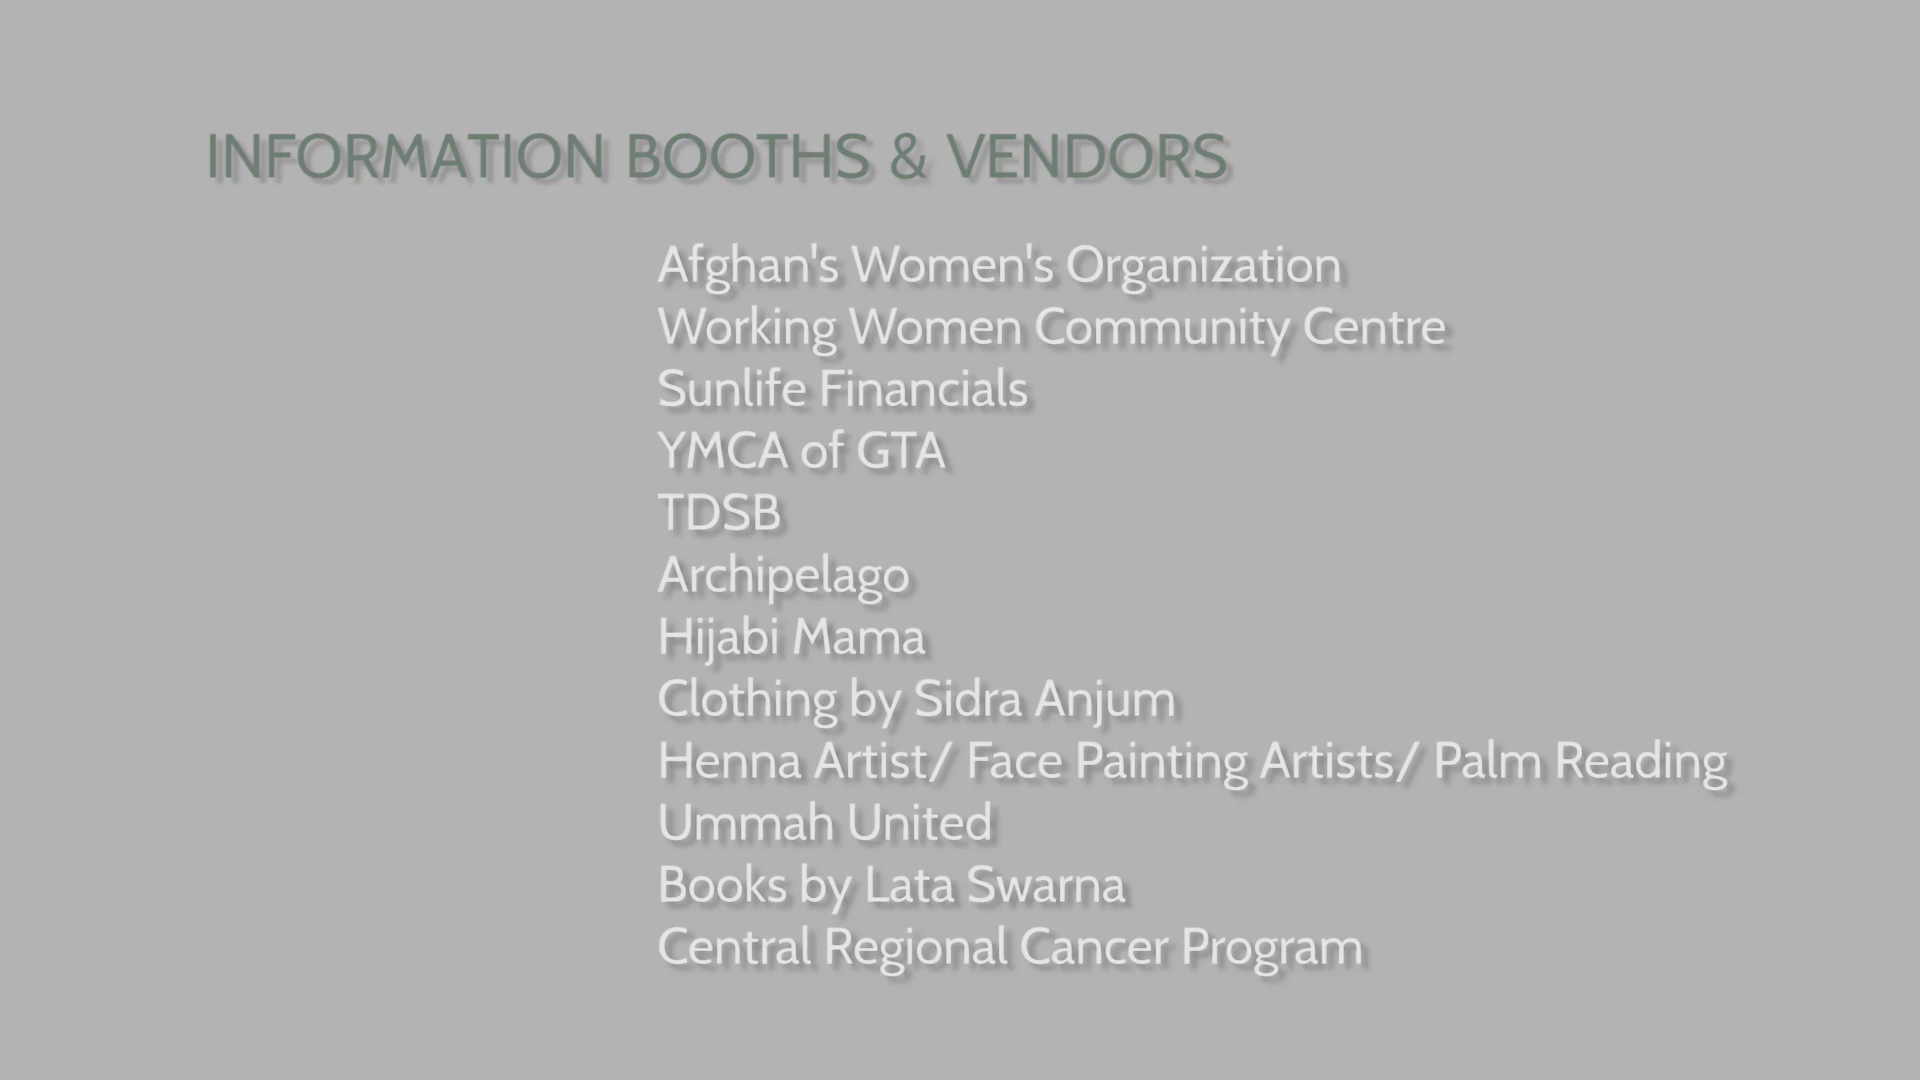 INFORMATION BOOTHS & VENDORS
Afghan's Women's Organization
Working Women Community Centre
Sunlife Financials
YMCA of GTA
TDSB
Archipelago
Hijabi Mama
Clothing by Sidra Anjum
Henna Artist/ Face Painting Artists/ Palm Reading
Ummah United
Books by Lata Swarna
Central Regional Cancer Program